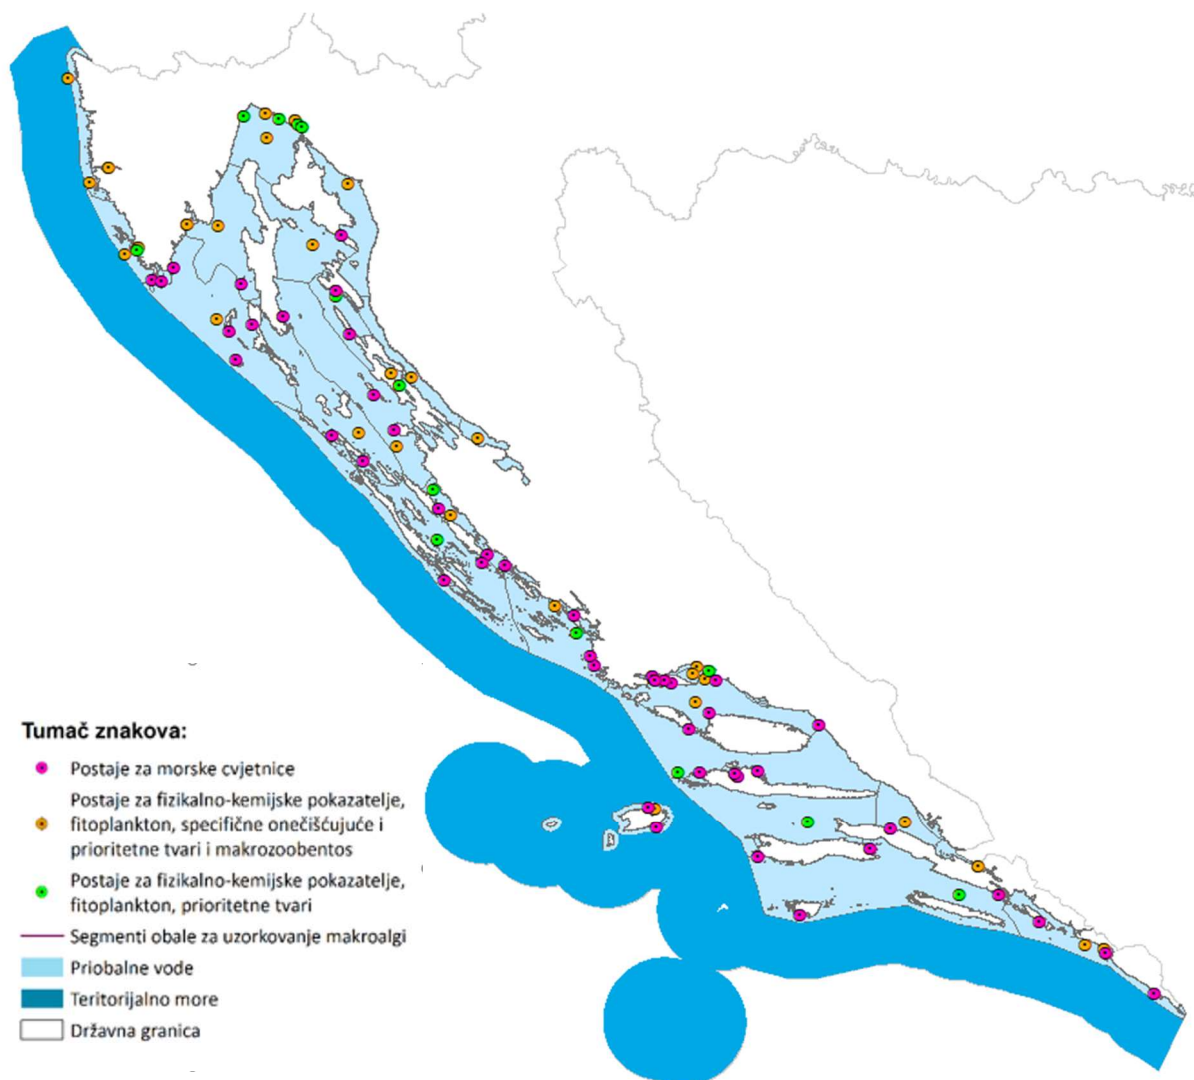 Tumač znakova:
Postaje za morske cvjetnice
Postaje za fizikalno-kemijske pokazatelje,
fitoplankton, specifične onečišćujuće i
prioritetne tvari i makrozoobentos
Postaje za fizikalno-kemijske pokazatelje,
fitoplankton, prioritetne tvari
Segmenti obale za uzorkovanje makroalgi
Priobalne vode
Teritorijalno more
Državna granica